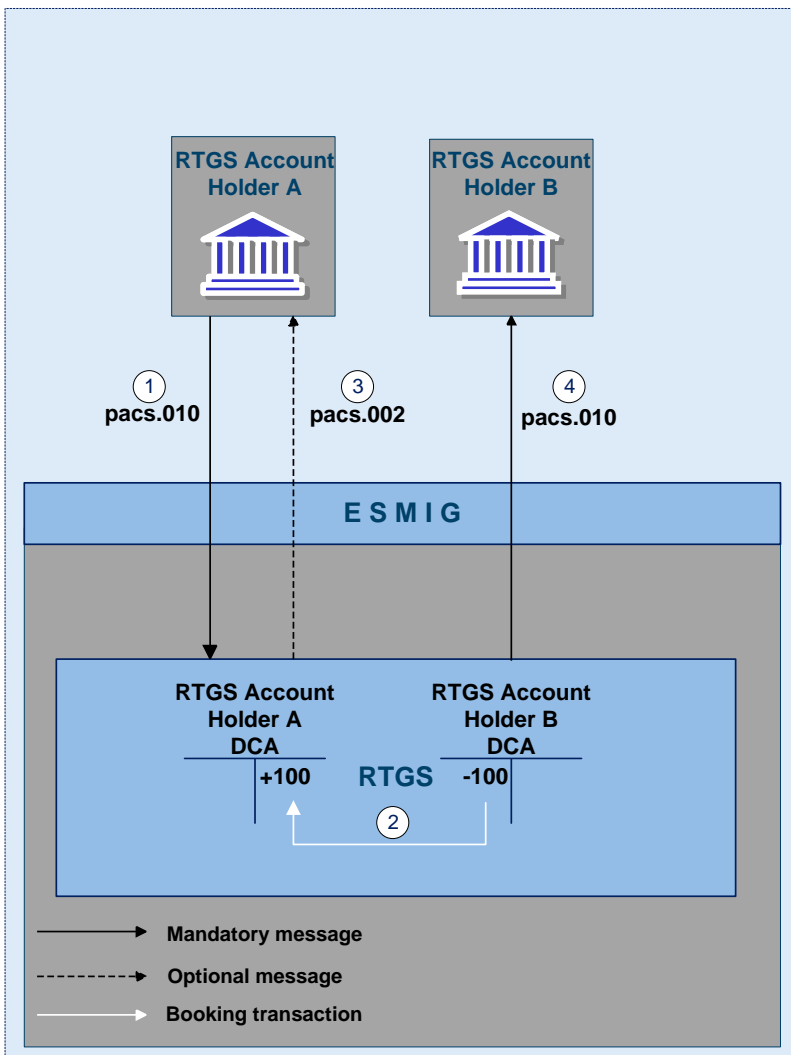 RTGS Account
Holder A
RTGS Account
Holder B
1
pacs.010
3
pacs.002
4
pacs.010
E S M I G
RTGS Account
Holder A
DCA
RTGS Account
Holder B
DCA
+100
RTGS
-100
2
Mandatory message
Optional message
Booking transaction